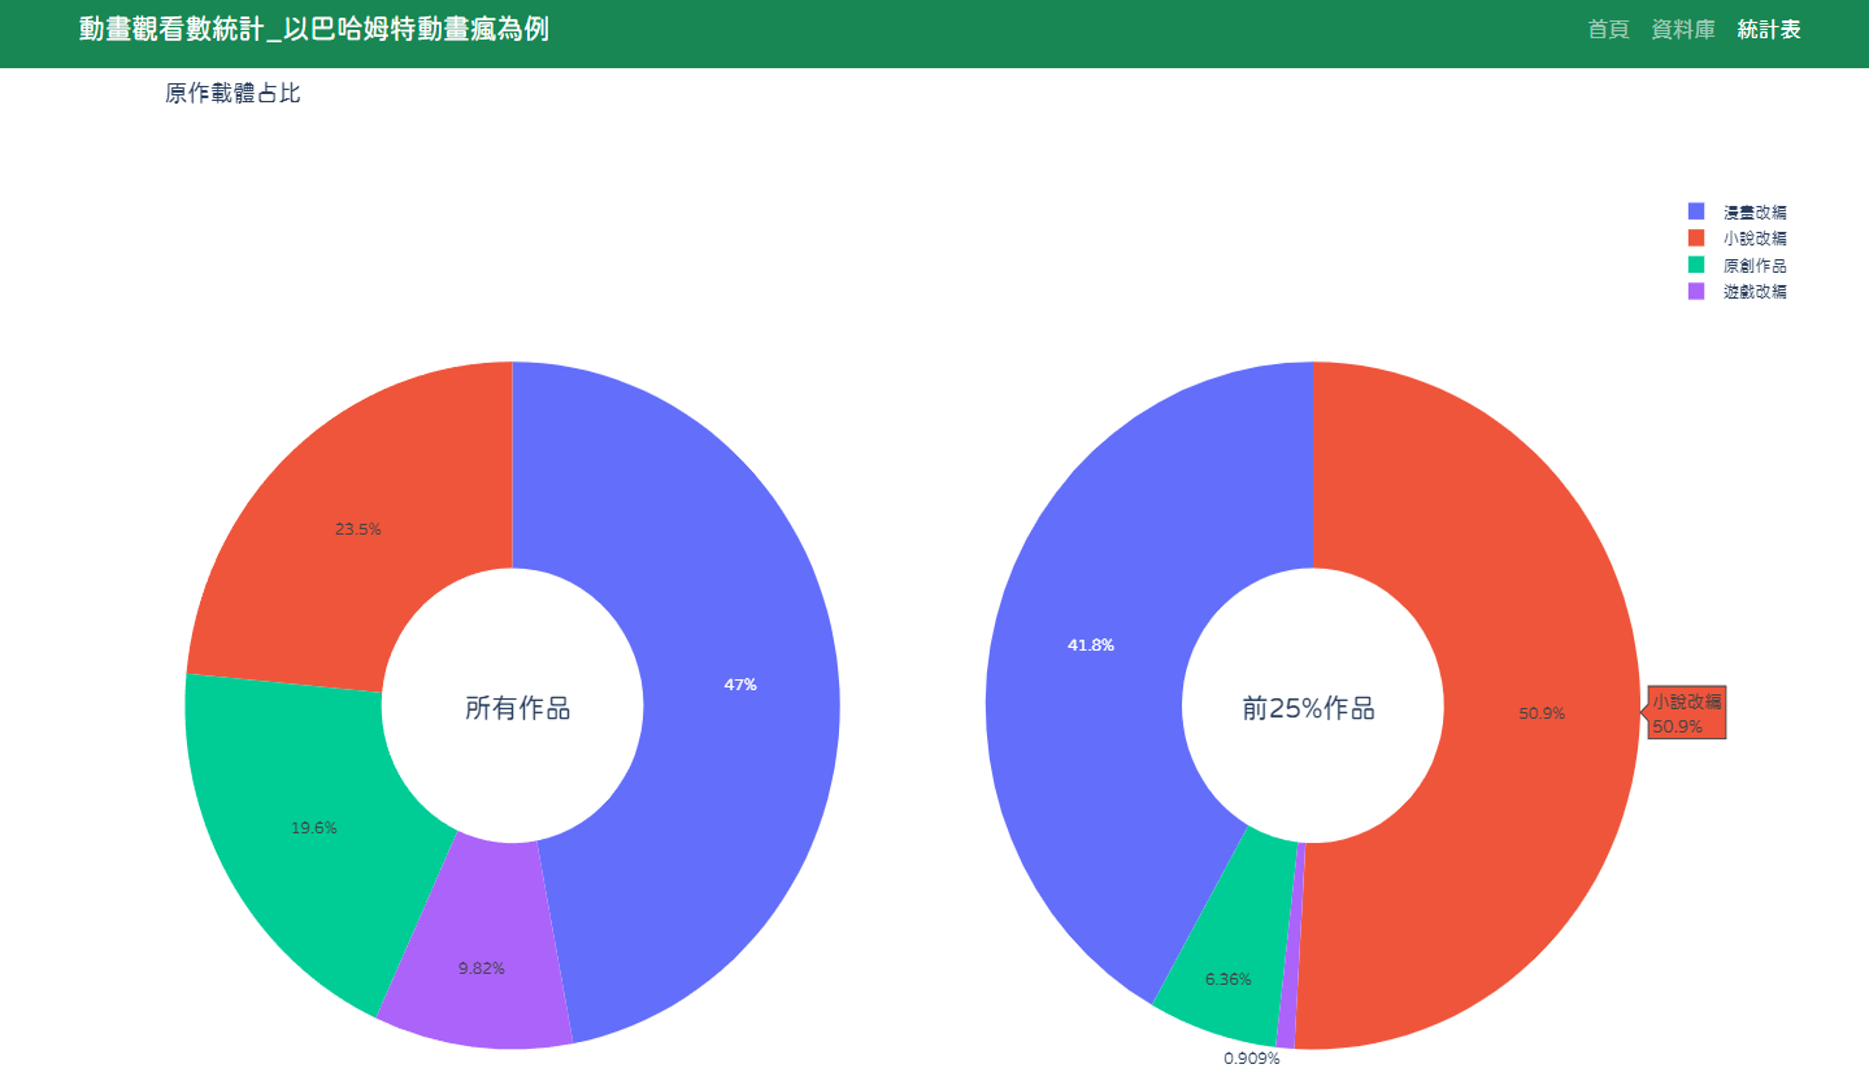 動畫觀看數統計_以巴哈姆特動畫瘋為例
首頁 資料庫 統計表
原作載體占比
漫畫改編
小說改編
原創作品
遊戲改編
23.5%
47%
所有作品
19.6%
9.82%
41.8%
50.9%
前25%作品
小說改編
50.9%
6.36%
0.909%